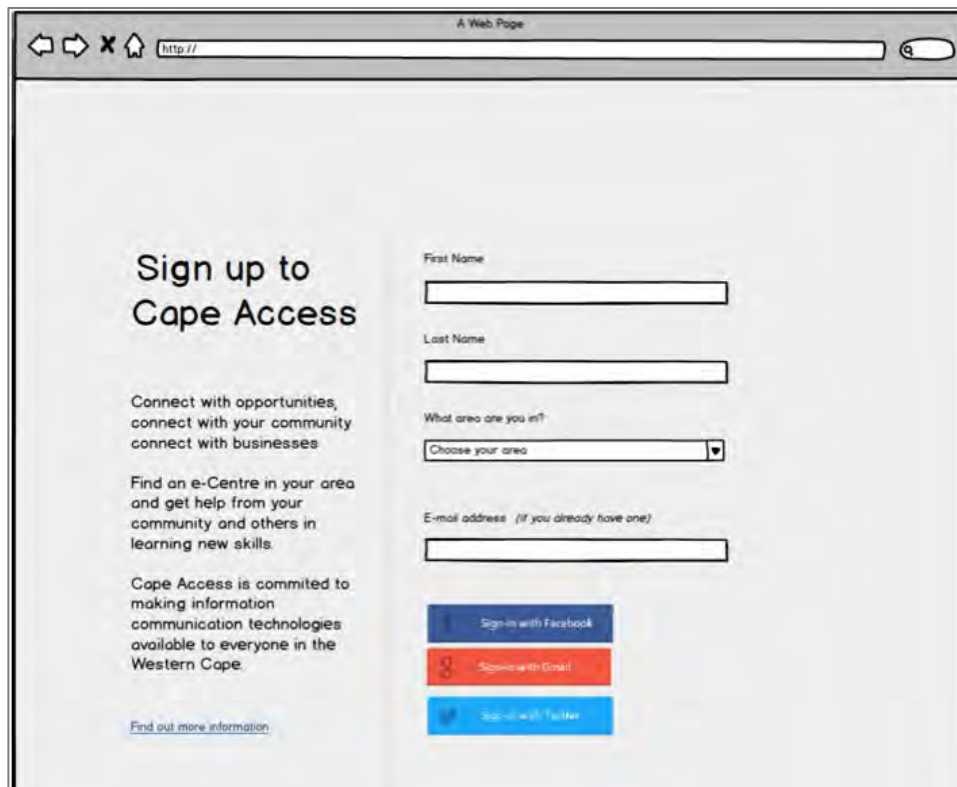 A Web Page
http://
Sign up to
Cape Access
Connect with opportunities,
connect with your community
connect with businesses
Find an e-Centre in your area
and get help from your
community and others in
learning new skills.
Cape Access is commited to
making information
communication technologies
available to everyone in the
Western Cape.
Find out more information
First Name
Last Name
What area are you in?
Choose your area
E-mail address (if you already have one)
Sign-in with Facebook
Sign-in with Gmail
Sign-in with Twitter